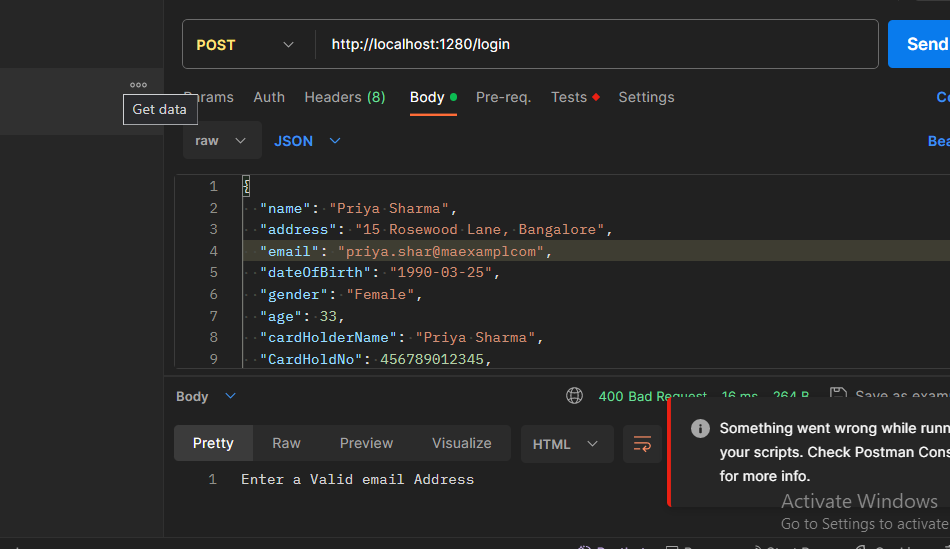 POST http://localhost:1280/login Send
Get data
Params Auth Headers (8) Body Pre-req. Tests Settings
raw JSON
1 {
2 "name": "Priya Sharma",
3 "address": "15 Rosewood Lane, Bangalore",
4 "email": "priya.shar@maexamplcom",
5 "dateOfBirth": "1990-03-25",
6 "gender": "Female",
7 "age": 33,
8 "cardHolderName": "Priya Sharma",
9 "CardHoldNo": 456789012345,
Body 400 Bad Request 16 ms 264 B Save as exam
Pretty Raw Preview Visualize HTML
1 Enter a Valid email Address
Something went wrong while runn
your scripts. Check Postman Cons
for more info.
Activate Windows
Go to Settings to activate